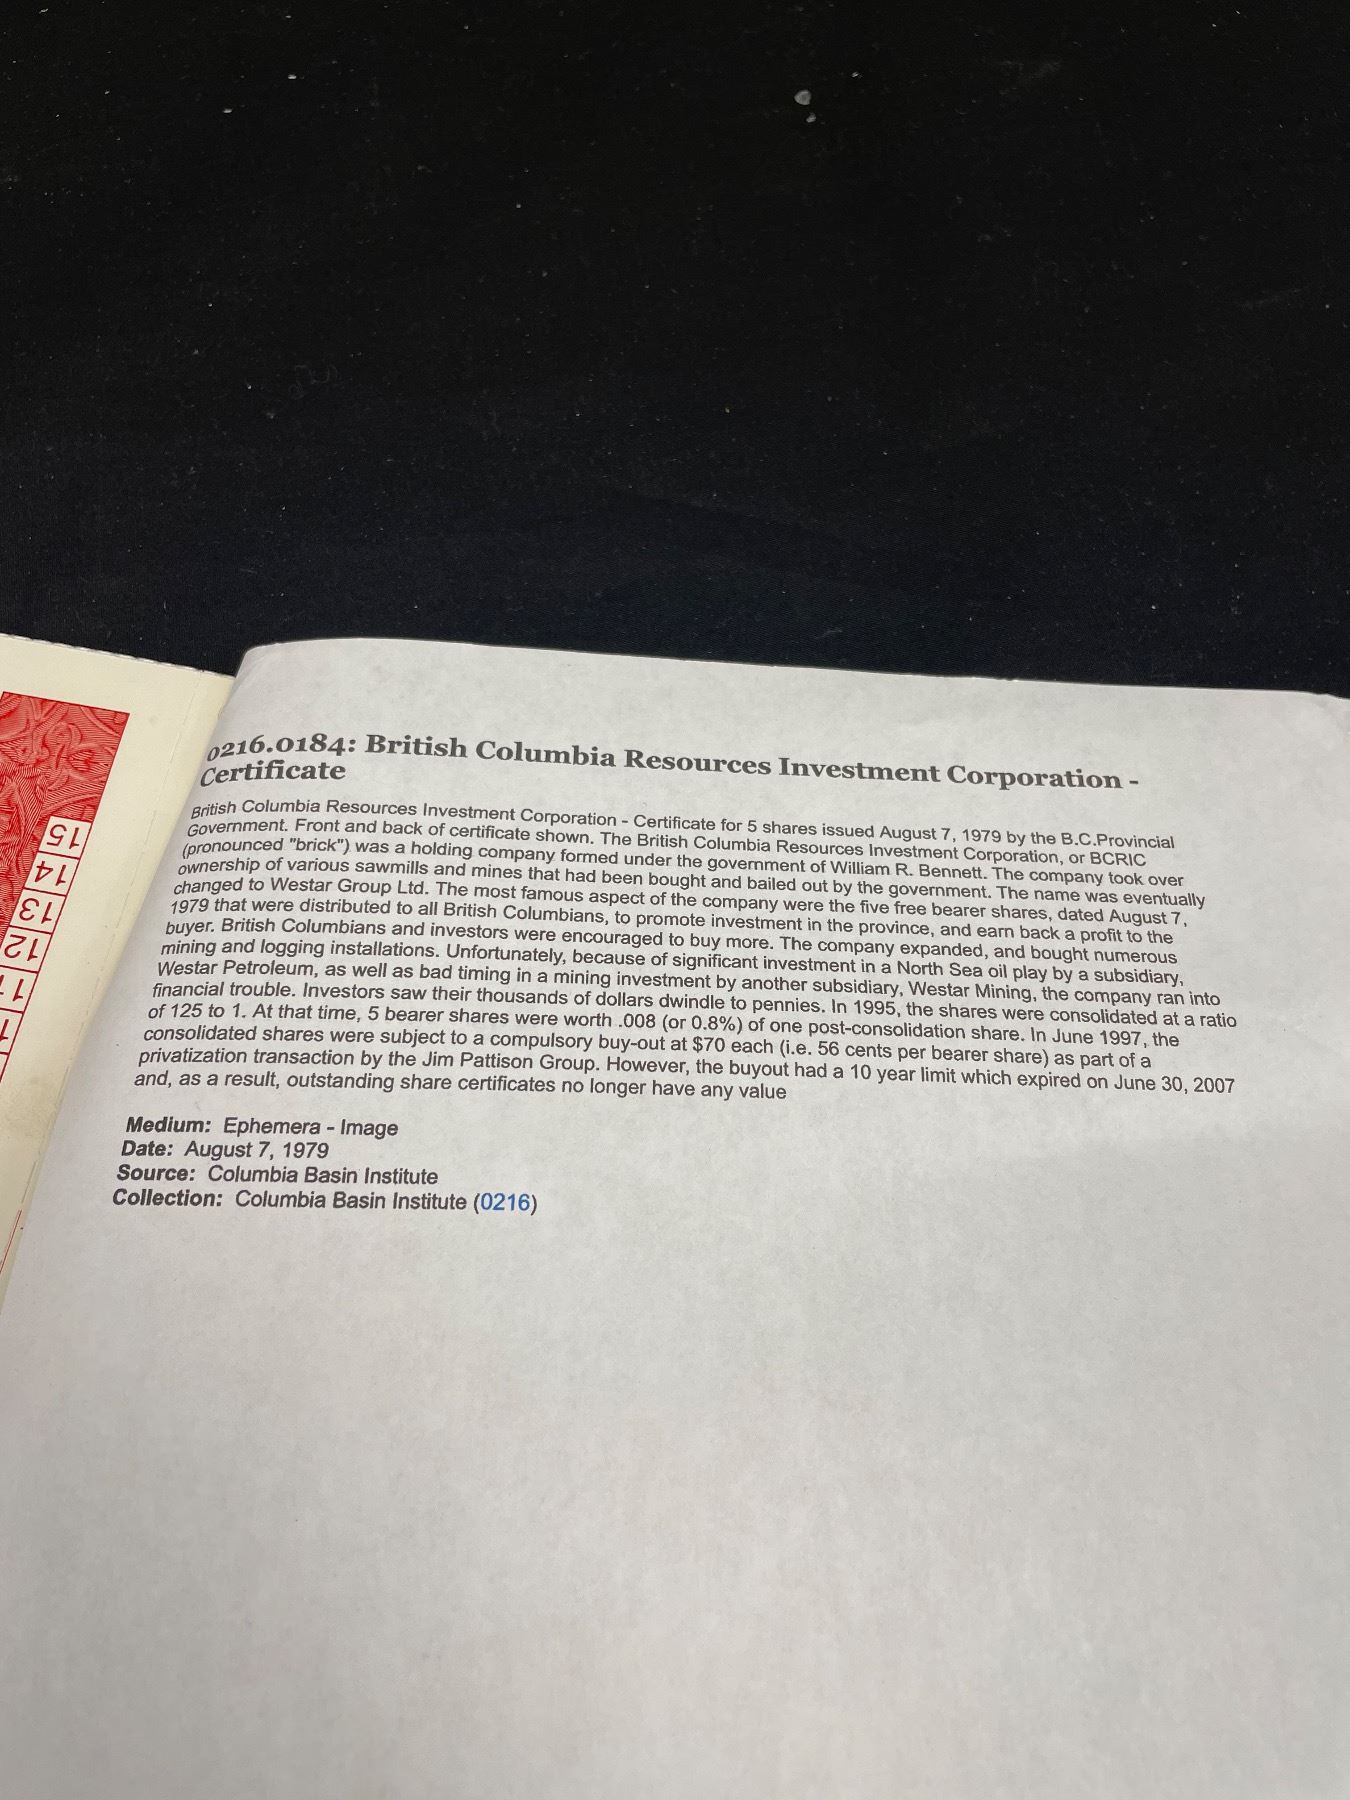 0216.0184: British Columbia Resources Investment Corporation -
Certificate
British Columbia Resources Investment Corporation - Certificate for 5 shares issued August 7, 1979 by the B.C.Provincial
Government. Front and back of certificate shown. The British Columbia Resources Investment Corporation, or BCRIC
(pronounced "brick") was a holding company formed under the government of William R. Bennett. The company took over
ownership of various sawmills and mines that had been bought and bailed out by the government. The name was eventually
changed to Westar Group Ltd. The most famous aspect of the company were the five free bearer shares, dated August 7,
1979 that were distributed to all British Columbians, to promote investment in the province, and earn back a profit to the
buyer. British Columbians and investors were encouraged to buy more. The company expanded, and bought numerous
mining and logging installations. Unfortunately, because of significant investment in a North Sea oil play by a subsidiary,
Westar Petroleum, as well as bad timing in a mining investment by another subsidiary, Westar Mining, the company ran into
financial trouble. Investors saw their thousands of dollars dwindle to pennies. In 1995, the shares were consolidated at a ratio
of 125 to 1. At that time, 5 bearer shares were worth .008 (or 0.8%) of one post-consolidation share. In June 1997, the
consolidated shares were subject to a compulsory buy-out at $70 each (i.e. 56 cents per bearer share) as part of a
privatization transaction by the Jim Pattison Group. However, the buyout had a 10 year limit which expired on June 30, 2007
and, as a result, outstanding share certificates no longer have any value
Medium: Ephemera - Image
Date: August 7, 1979
Source: Columbia Basin Institute
Collection: Columbia Basin Institute (0216)
15
14
13
12